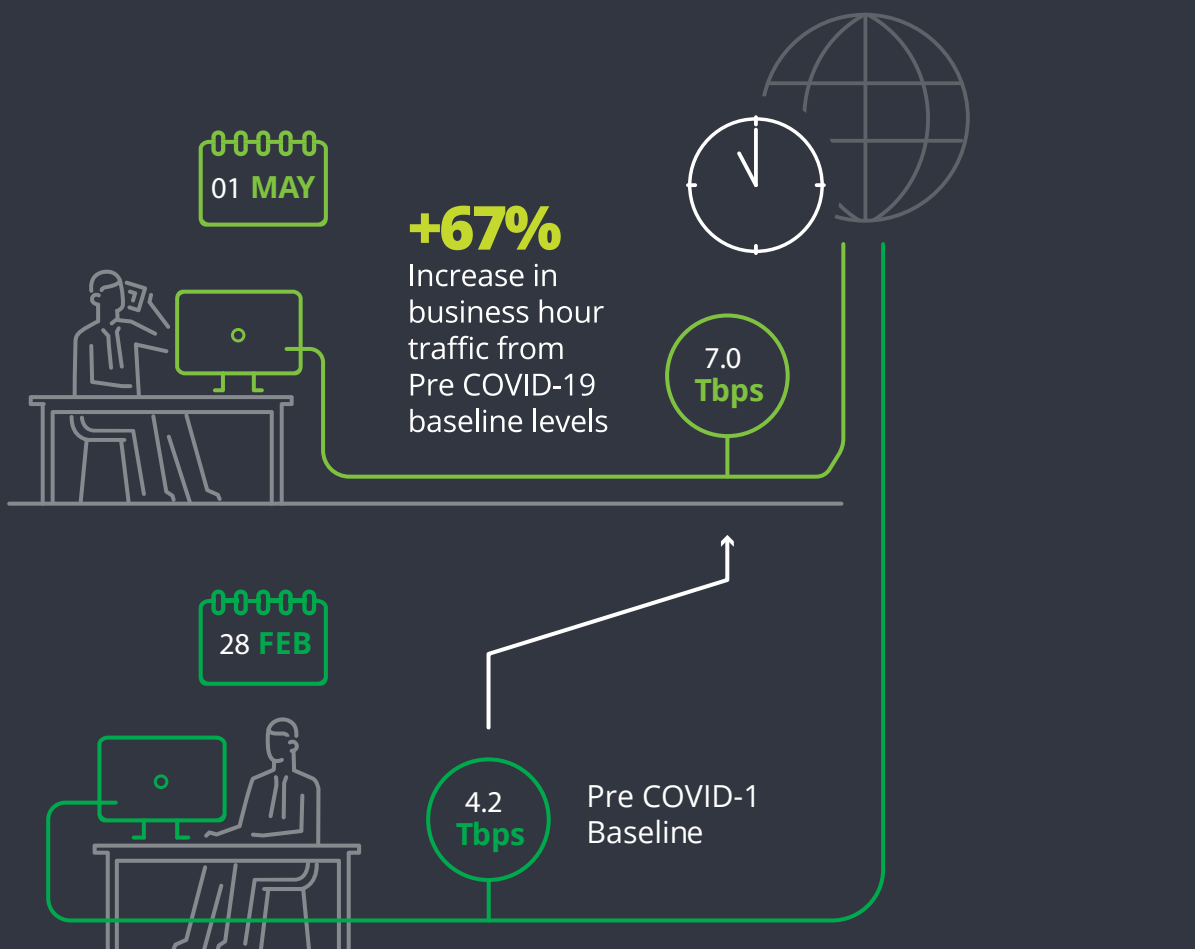 01 MAY
+67%
Increase in
business hour
traffic from
Pre COVID-19
baseline levels
7.0
Tbps
28 FEB
4.2
Tbps
Pre COVID-1
Baseline